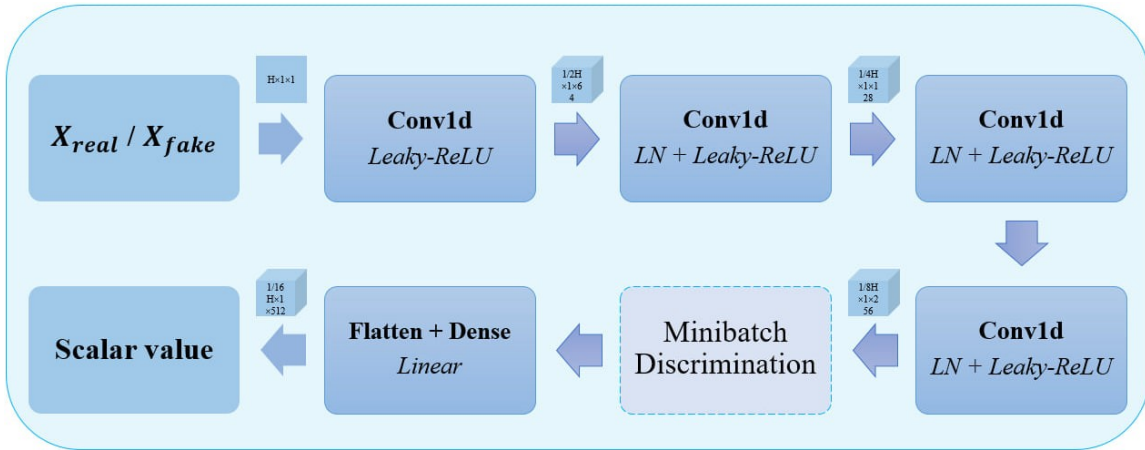 X_real / X_fake
H×1×1
Conv1d
Leaky-ReLU
1/2H
×1×6
4
Conv1d
LN + Leaky-ReLU
1/4H
×1×1
28
Conv1d
LN + Leaky-ReLU
Scalar value
1/16
H×1
×512
Flatten + Dense
Linear
Minibatch
Discrimination
1/8H
×1×2
56
Conv1d
LN + Leaky-ReLU